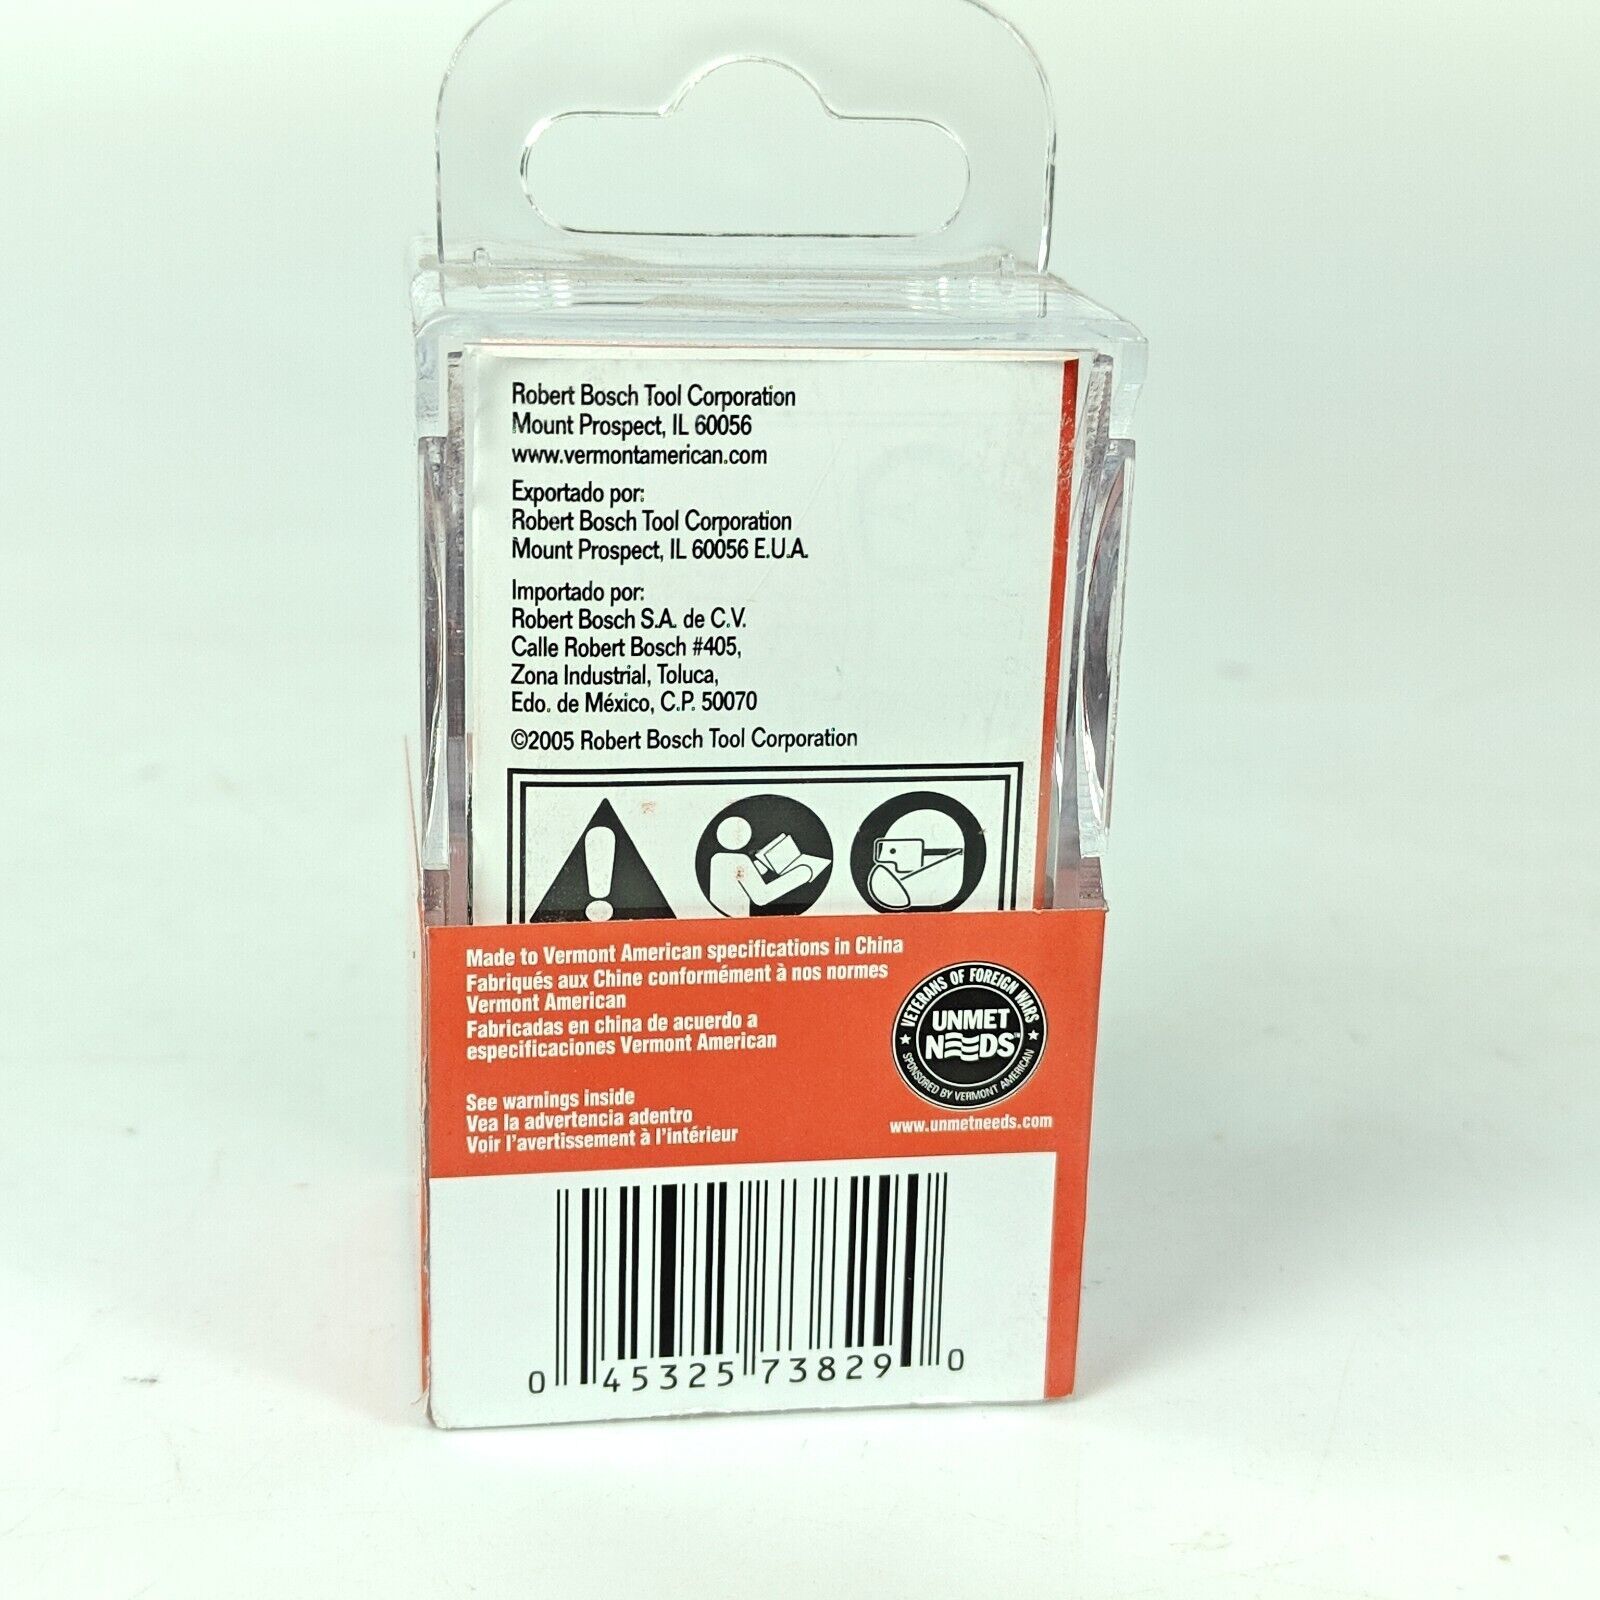 Robert Bosch Tool Corporation
Mount Prospect, IL 60056
www.vermontamerican.com
Exportado por:
Robert Bosch Tool Corporation
Mount Prospect, IL 60056 E.U.A.
Importado por:
Robert Bosch S.A. de C.V.
Calle Robert Bosch #405,
Zona Industrial, Toluca,
Edo. de México, C.P. 50070
©2005 Robert Bosch Tool Corporation
Made to Vermont American specifications in China
Fabriqués aux Chine conformément à nos normes
Vermont American
Fabricadas en china de acuerdo a
especificaciones Vermont American
See warnings inside
Vea la advertencia adentro
Voir l'avertissement à l'intérieur
VETERANS OF FOREIGN WARS
UNMET
NEEDS™
SPONSORED BY VERMONT AMERICAN
www.unmetneeds.com
0 45325 73829 0